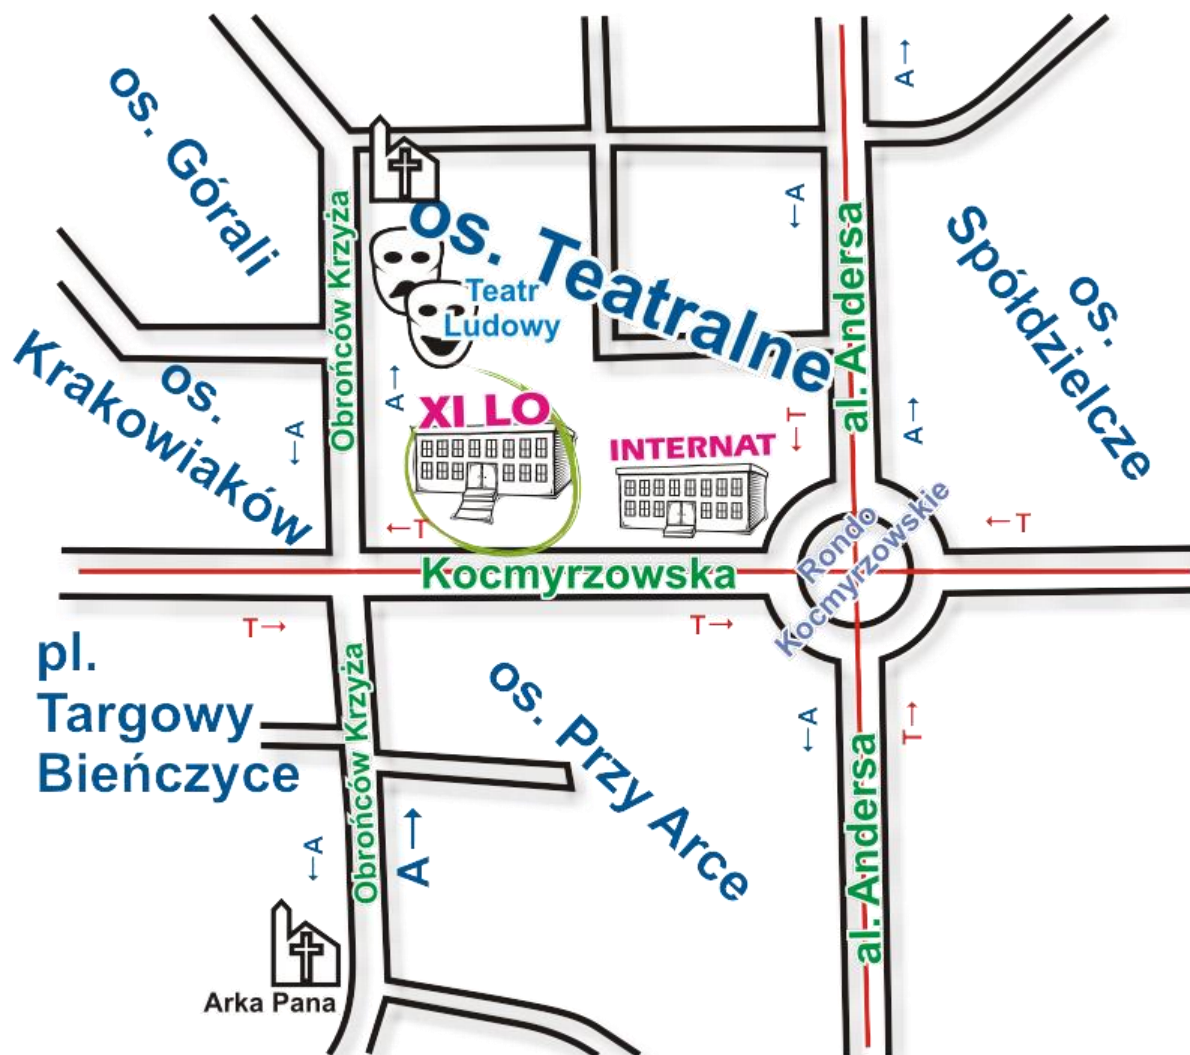 os. Górali
A→
←A
os. Teatralne
Obrońców Krzyża
al. Andersa
os.
Spółdzielcze
Teatr
Ludowy
os.
Krakowiaków
A→
←A
XI LO
←T
A→
INTERNAT
←T
←T
Rondo
Kocmyrzowskie
Kocmyrzowska
T→
T→
pl.
Targowy
Bieńczyce
Obrońców Krzyża
os. Przy Arce
←A
T→
al. Andersa
←A
A→
Arka Pana